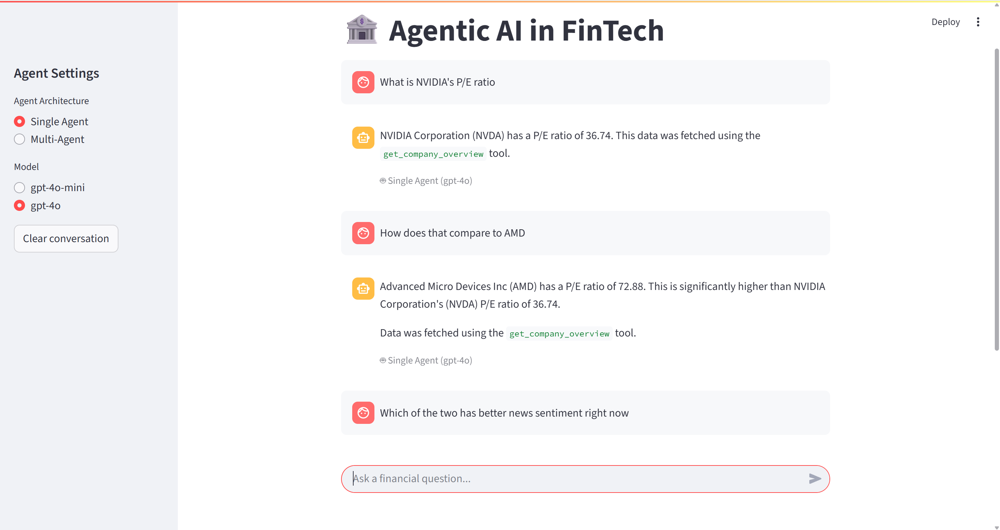 Deploy
Agentic AI in FinTech
Agent Settings
Agent Architecture
Single Agent
Multi-Agent
Model
gpt-4o-mini
gpt-4o
Clear conversation
What is NVIDIA's P/E ratio
NVIDIA Corporation (NVDA) has a P/E ratio of 36.74. This data was fetched using the
get_company_overview tool.
Single Agent (gpt-4o)
How does that compare to AMD
Advanced Micro Devices Inc (AMD) has a P/E ratio of 72.88. This is significantly higher than NVIDIA
Corporation's (NVDA) P/E ratio of 36.74.
Data was fetched using the get_company_overview tool.
Single Agent (gpt-4o)
Which of the two has better news sentiment right now
Ask a financial question...